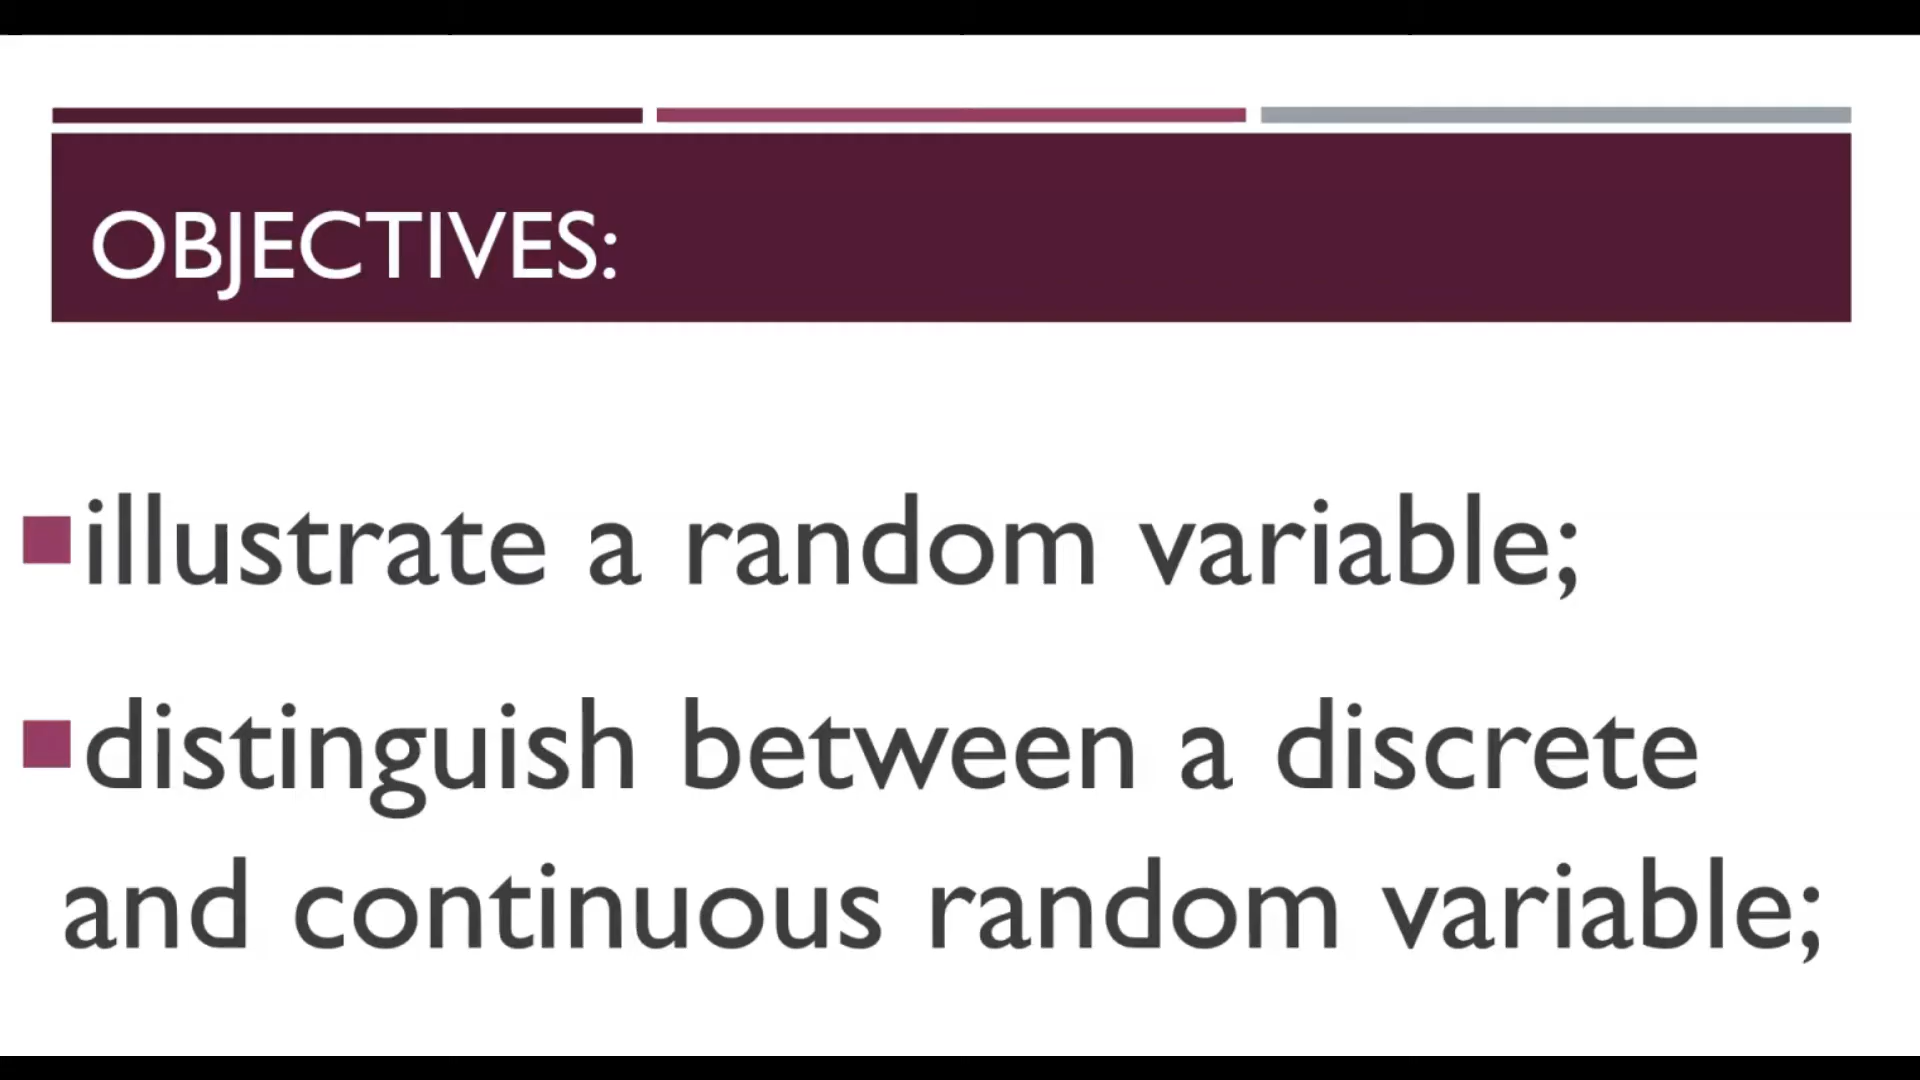 OBJECTIVES:
illustrate a random variable;
distinguish between a discrete
and continuous random variable;